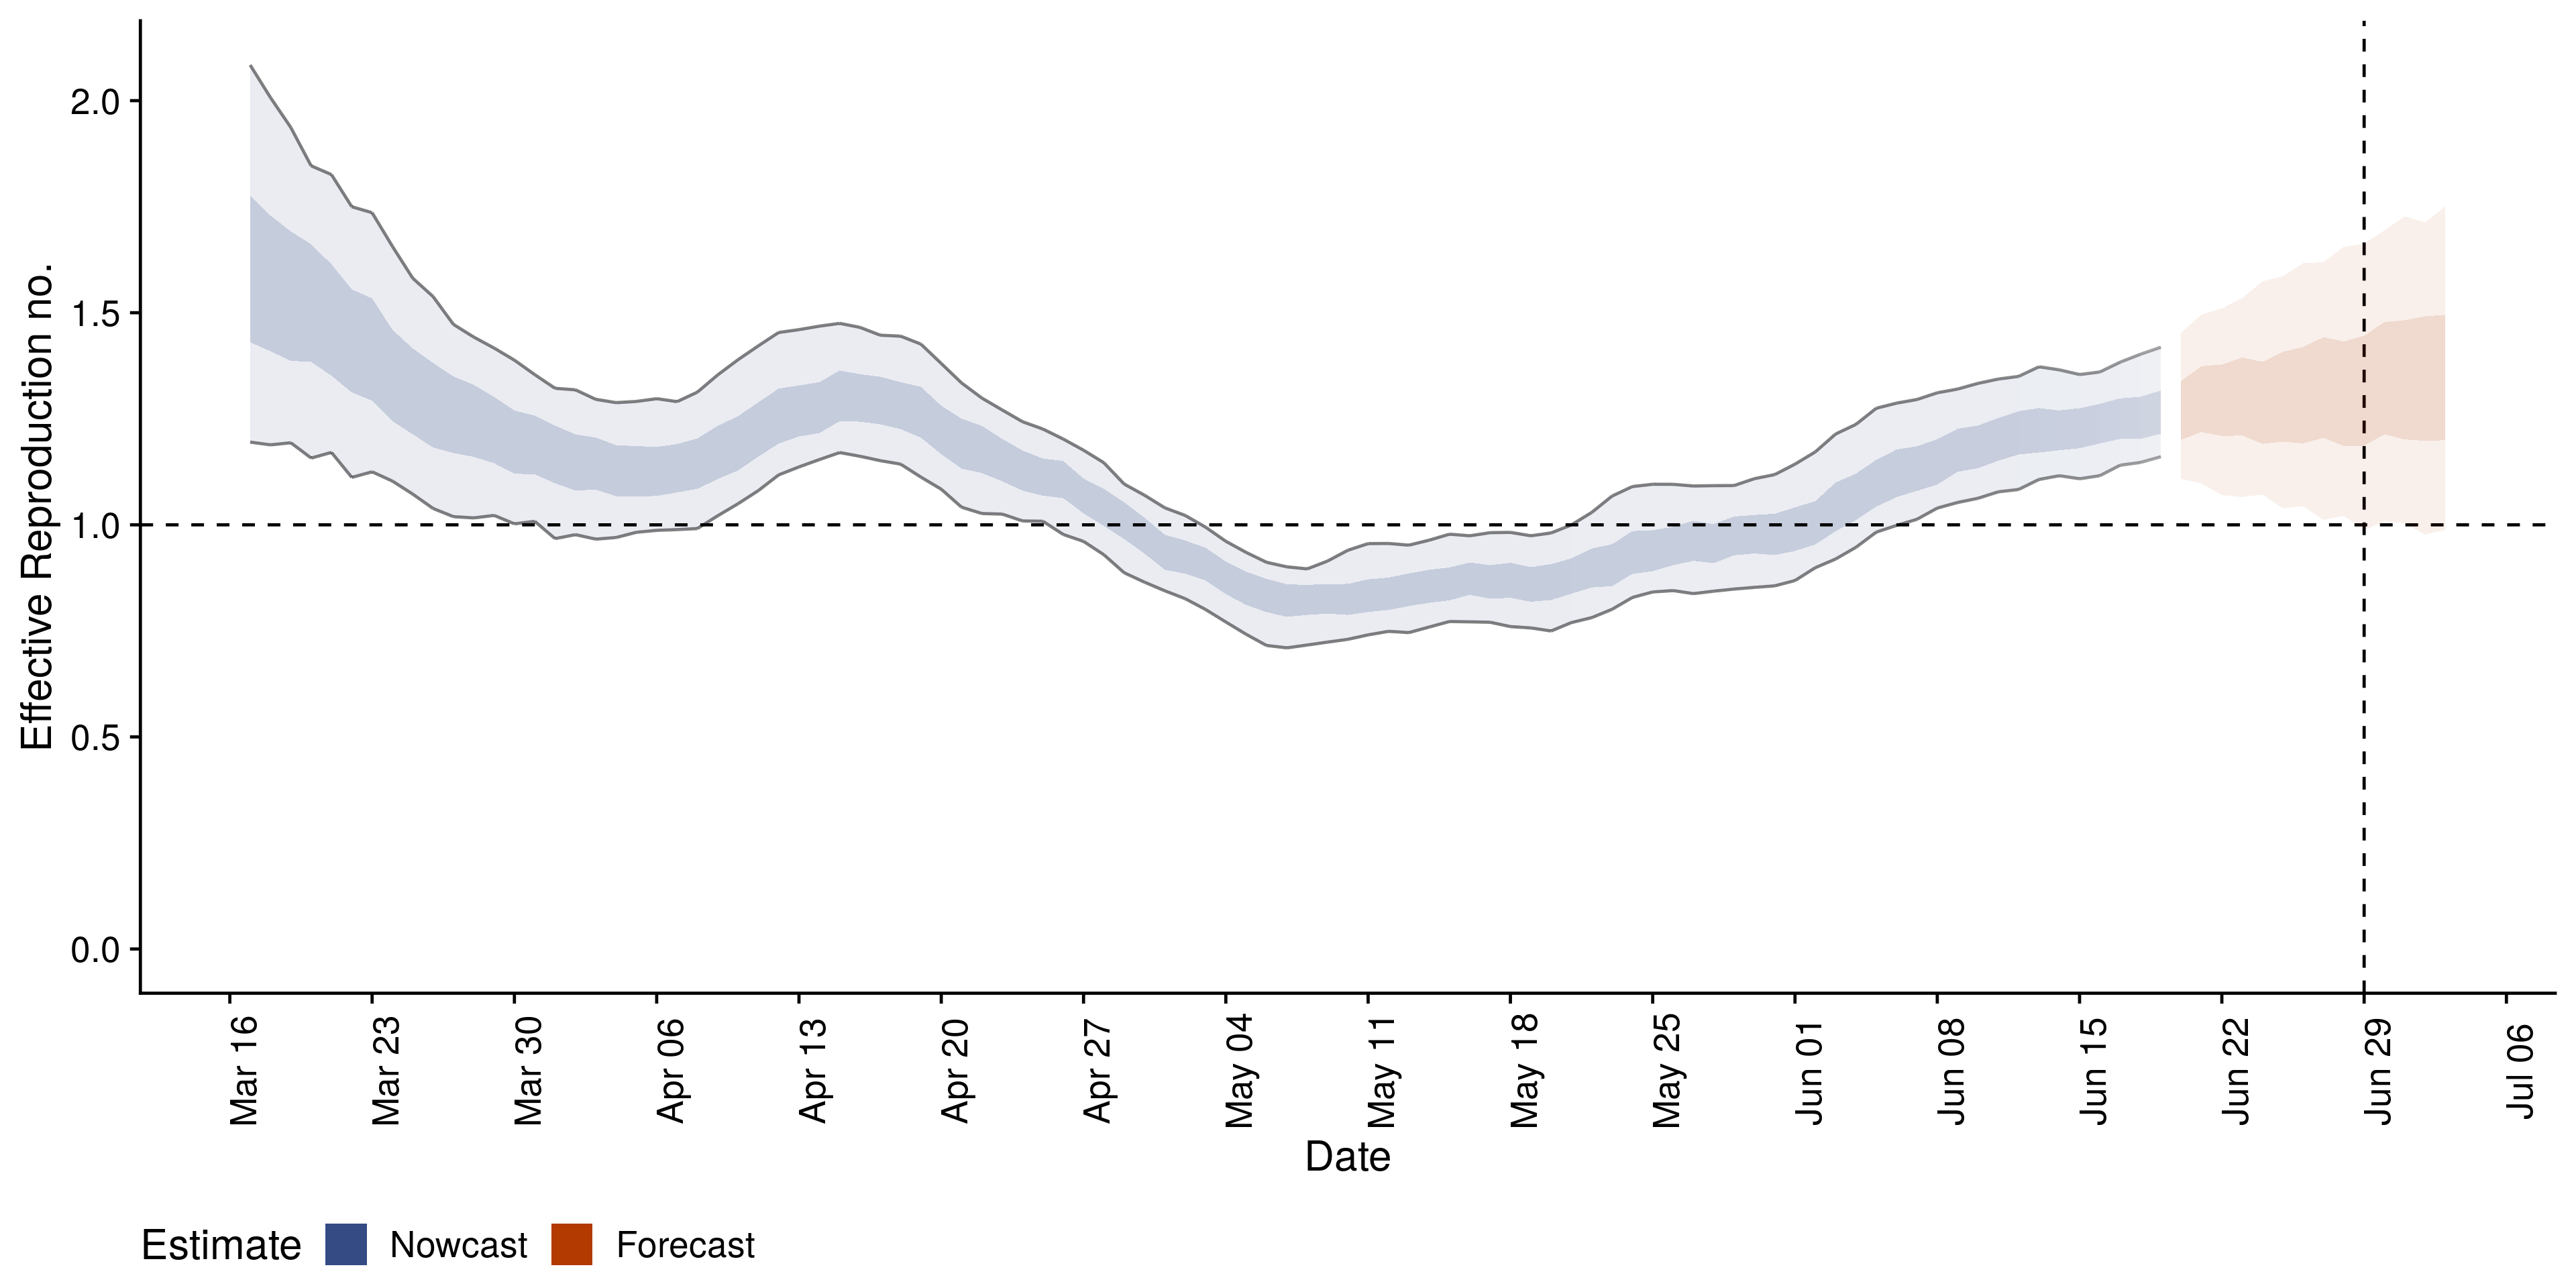 Effective Reproduction no.
2.0
1.5
1.0
0.5
0.0
Mar 16
Mar 23
Mar 30
Apr 06
Apr 13
Apr 20
Apr 27
May 04
May 11
May 18
May 25
Jun 01
Jun 08
Jun 15
Jun 22
Jun 29
Jul 06
Date
Estimate Nowcast Forecast